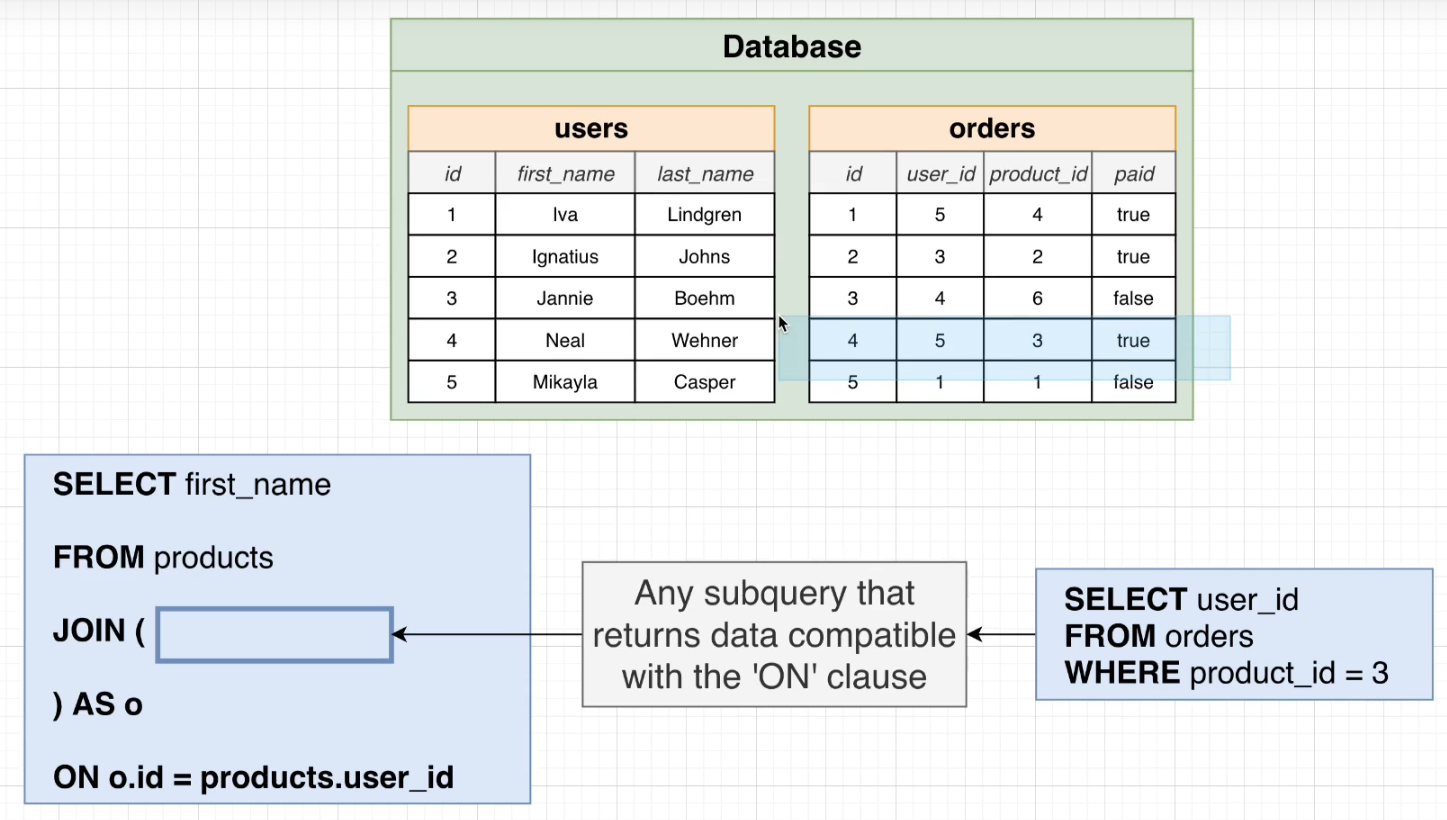 Database
users
orders
id first_name last_name
id user_id product_id paid
1 Iva Lindgren
1 5 4 true
2 Ignatius Johns
2 3 2 true
3 Jannie Boehm
3 4 6 false
4 Neal Wehner
4 5 3 true
5 Mikayla Casper
5 1 1 false
SELECT first_name
FROM products
JOIN (
) AS o
ON o.id = products.user_id
Any subquery that
returns data compatible
with the 'ON' clause
SELECT user_id
FROM orders
WHERE product_id = 3